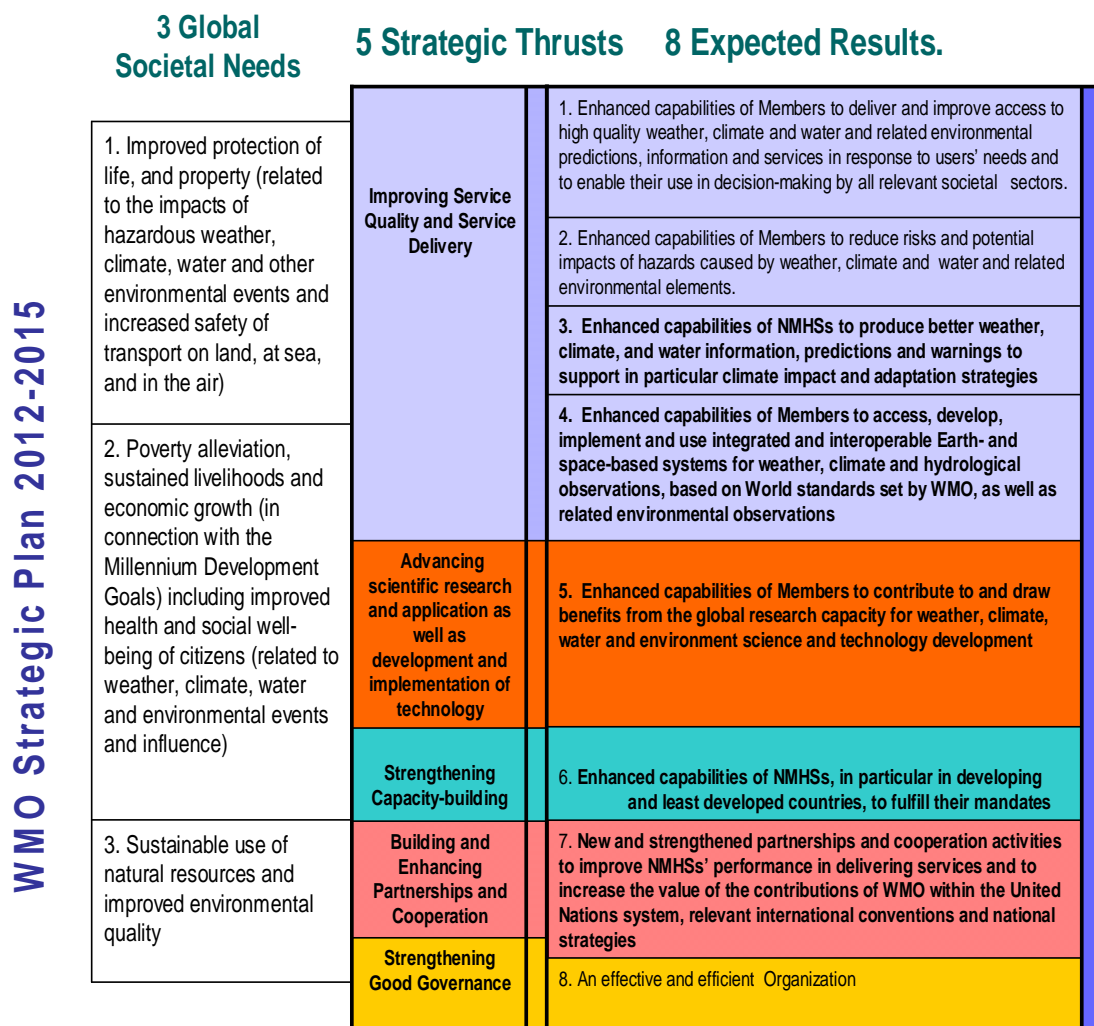 WMO Strategic Plan 2012-2015
3 Global
Societal Needs
5 Strategic Thrusts
8 Expected Results.
1. Improved protection of
life, and property (related
to the impacts of
hazardous weather,
climate, water and other
environmental events and
increased safety of
transport on land, at sea,
and in the air)
2. Poverty alleviation,
sustained livelihoods and
economic growth (in
connection with the
Millennium Development
Goals) including improved
health and social well-
being of citizens (related to
weather, climate, water
and environmental events
and influence)
3. Sustainable use of
natural resources and
improved environmental
quality
Improving Service
Quality and Service
Delivery
1. Enhanced capabilities of Members to deliver and improve access to
high quality weather, climate and water and related environmental
predictions, information and services in response to users’ needs and
to enable their use in decision-making by all relevant societal sectors.
2. Enhanced capabilities of Members to reduce risks and potential
impacts of hazards caused by weather, climate and water and related
environmental elements.
3. Enhanced capabilities of NMHSs to produce better weather,
climate, and water information, predictions and warnings to
support in particular climate impact and adaptation strategies
4. Enhanced capabilities of Members to access, develop,
implement and use integrated and interoperable Earth- and
space-based systems for weather, climate and hydrological
observations, based on World standards set by WMO, as well as
related environmental observations
Advancing
scientific research
and application as
well as
development and
implementation of
technology
5. Enhanced capabilities of Members to contribute to and draw
benefits from the global research capacity for weather, climate,
water and environment science and technology development
Strengthening
Capacity-building
6. Enhanced capabilities of NMHSs, in particular in developing
and least developed countries, to fulfill their mandates
Building and
Enhancing
Partnerships and
Cooperation
7. New and strengthened partnerships and cooperation activities
to improve NMHSs’ performance in delivering services and to
increase the value of the contributions of WMO within the United
Nations system, relevant international conventions and national
strategies
Strengthening
Good Governance
8. An effective and efficient Organization